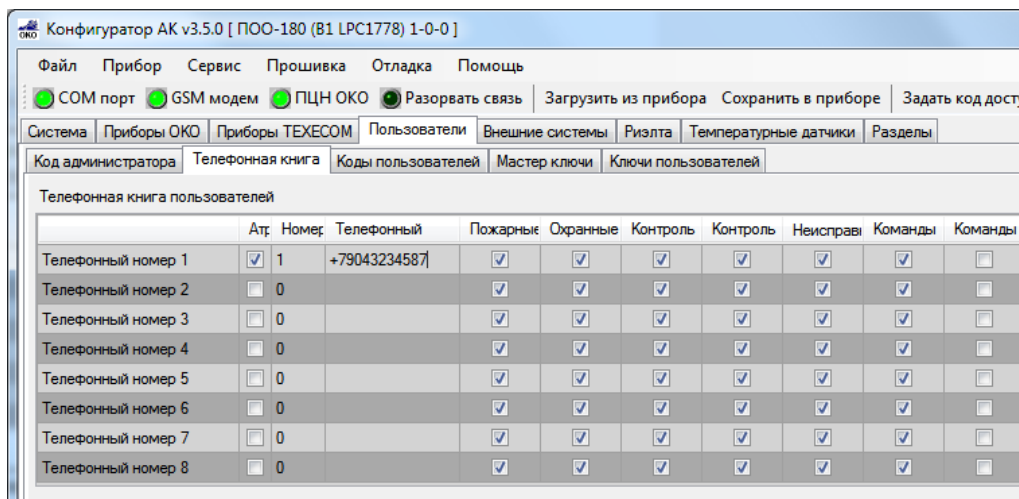 ОКО Конфигуратор АК v3.5.0 [ ПОО-180 (B1 LPC1778) 1-0-0 ]
Файл Прибор Сервис Прошивка Отладка Помощь
COM порт GSM модем ПЦН ОКО Разорвать связь Загрузить из прибора Сохранить в приборе Задать код дост
Система Приборы ОКО Приборы TEXECOM Пользователи Внешние системы Риэлта Температурные датчики Разделы
Код администратора Телефонная книга Коды пользователей Мастер ключи Ключи пользователей
Телефонная книга пользователей
Атр Номер Телефонный Пожарные Охранные Контроль Контроль Неисправ Команды Команды
Телефонный номер 1 1 +79043234587
Телефонный номер 2 0
Телефонный номер 3 0
Телефонный номер 4 0
Телефонный номер 5 0
Телефонный номер 6 0
Телефонный номер 7 0
Телефонный номер 8 0